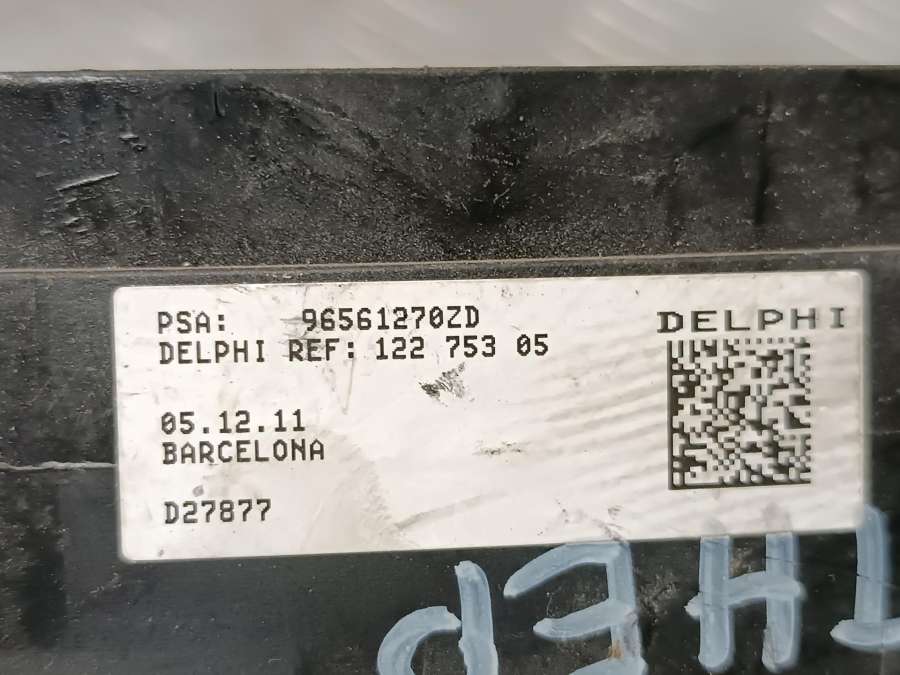 PSA: 96561270ZD
DELPHI REF: 122 753 05
DELPHI
05.12.11
BARCELONA
D27877